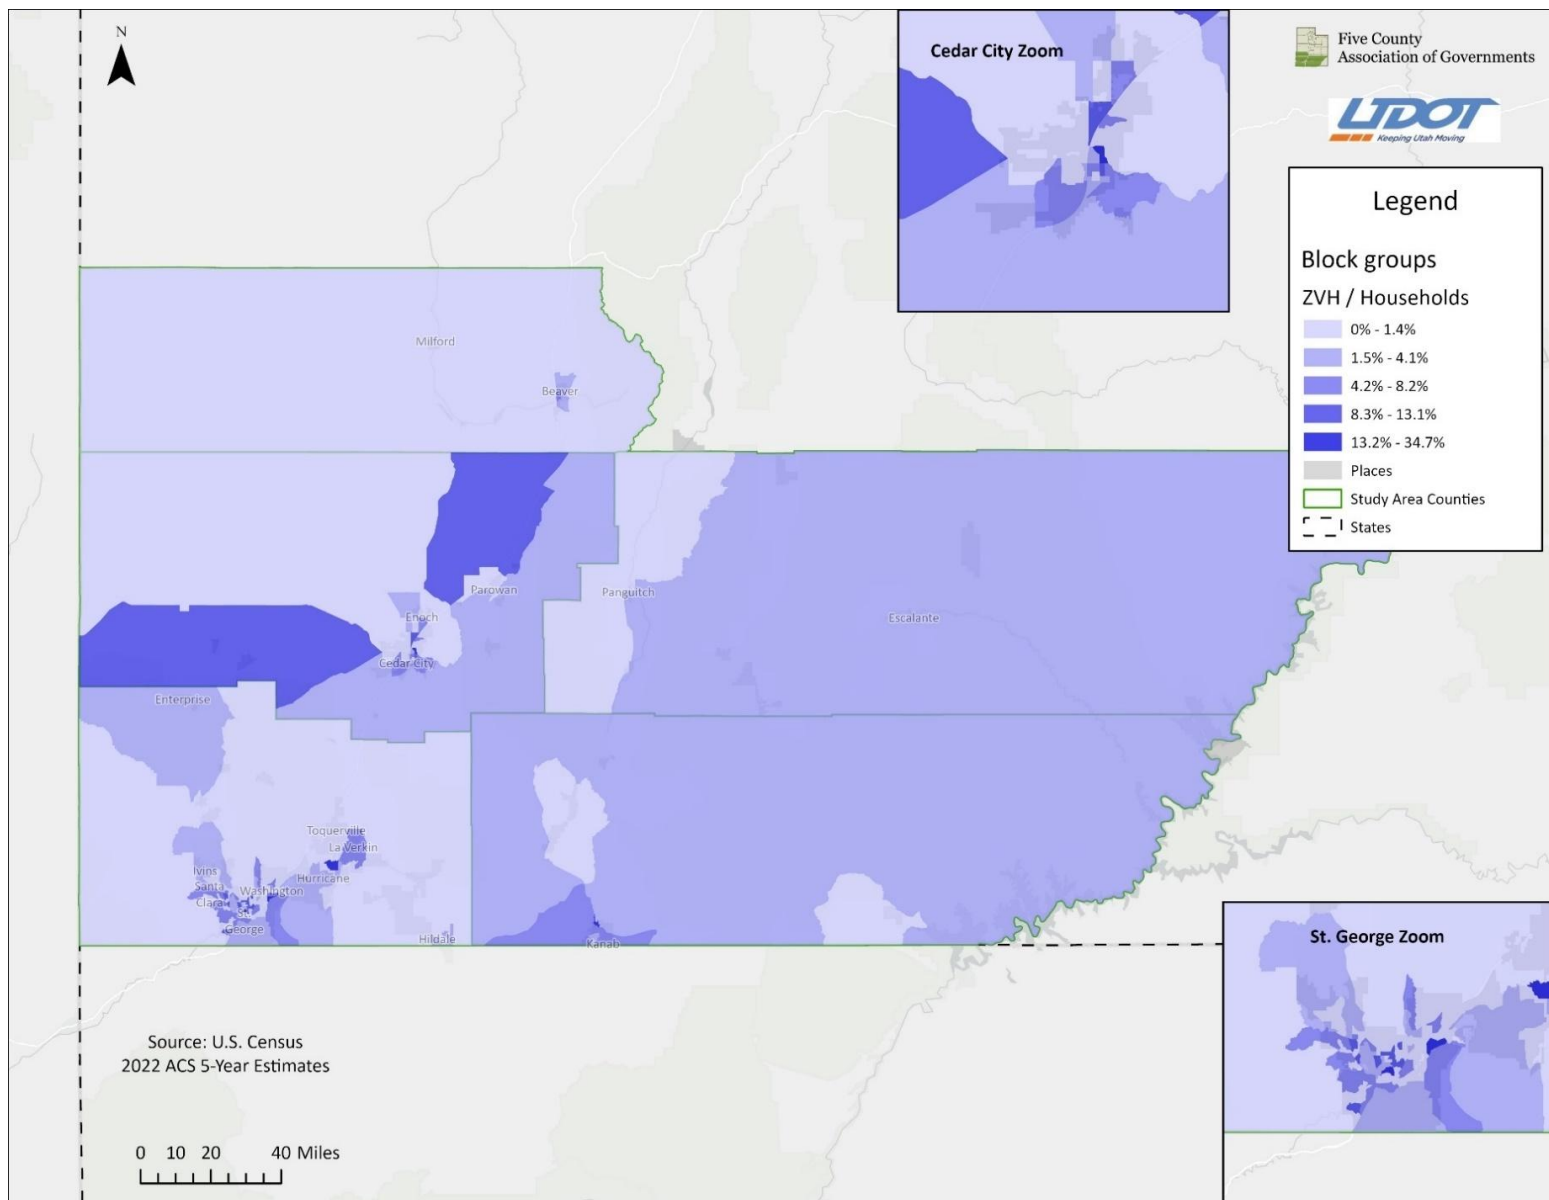 N
Cedar City Zoom
Five County
Association of Governments
UDOT
Keeping Utah Moving
Legend
Block groups
ZVH / Households
0% - 1.4%
1.5% - 4.1%
4.2% - 8.2%
8.3% - 13.1%
13.2% - 34.7%
Places
Study Area Counties
States
Milford
Beaver
Parowan
Panguitch
Enoch
Escalante
Cedar City
Enterprise
Toquerville
La Verkin
Ivins
Hurricane
Santa
Clara
Washington
St.
George
Hildale
Kanab
St. George Zoom
Source: U.S. Census
2022 ACS 5-Year Estimates
0 10 20 40 Miles